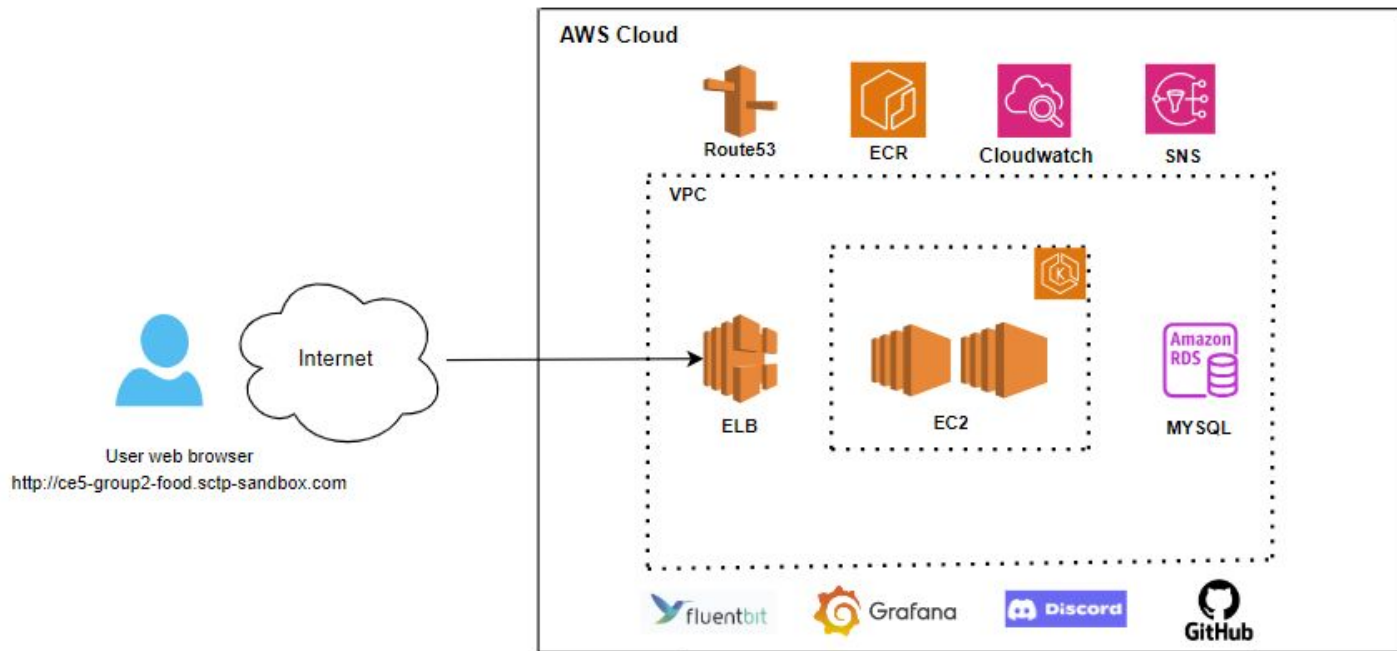 AWS Cloud
Route53
ECR
Cloudwatch
SNS
VPC
K
Internet
Amazon
RDS
ELB
EC2
MYSQL
User web browser
http://ce5-group2-food.sctp-sandbox.com
fluentbit
Grafana
Discord
GitHub